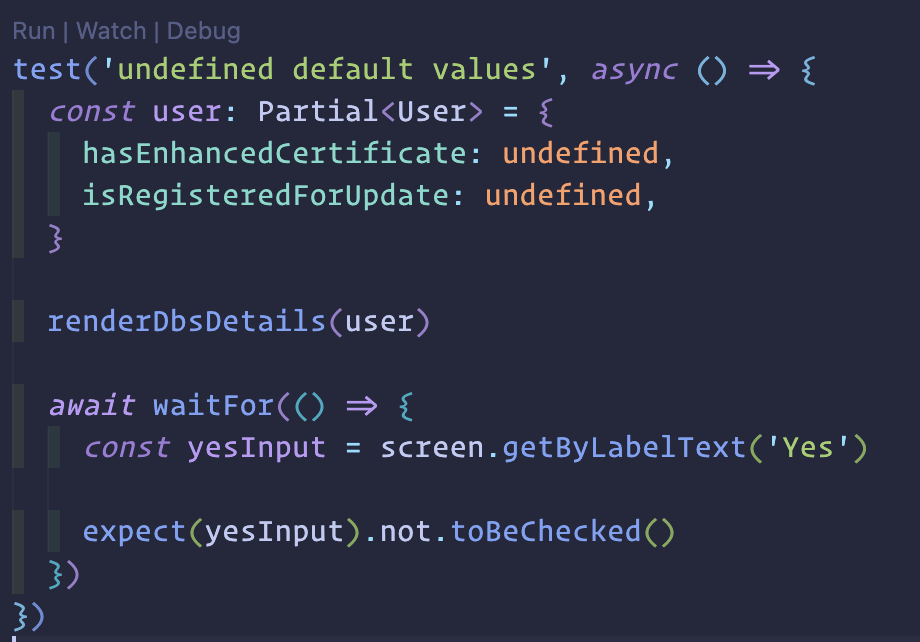 Run | Watch | Debug
test('undefined default values', async () => {
  const user: Partial<User> = {
    hasEnhancedCertificate: undefined,
    isRegisteredForUpdate: undefined,
  }

  renderDbsDetails(user)

  await waitFor(() => {
    const yesInput = screen.getByLabelText('Yes')

    expect(yesInput).not.toBeChecked()
  })
})